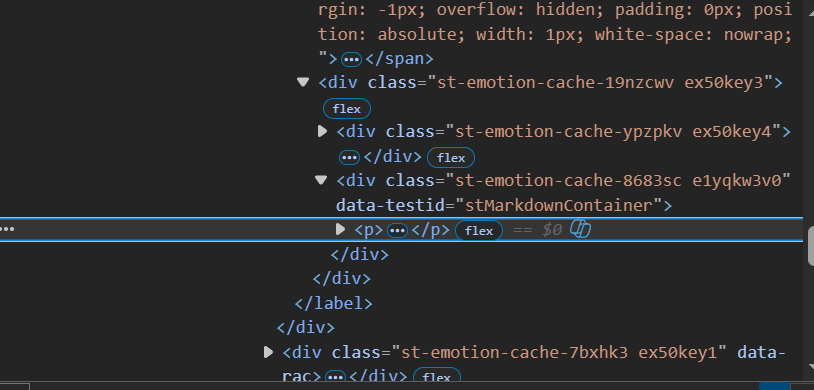 rgin: -1px; overflow: hidden; padding: 0px; posi
tion: absolute; width: 1px; white-space: nowrap;
">•••</span>
<div class="st-emotion-cache-19nzcwv ex50key3">
flex
<div class="st-emotion-cache-ypzpkv ex50key4">
•••</div> flex
<div class="st-emotion-cache-8683sc e1yqkw3v0"
data-testid="stMarkdownContainer">
••• <p>•••</p> flex == $0
</div>
</div>
</label>
</div>
<div class="st-emotion-cache-7bxhk3 ex50key1" data-
rac>•••</div> flex